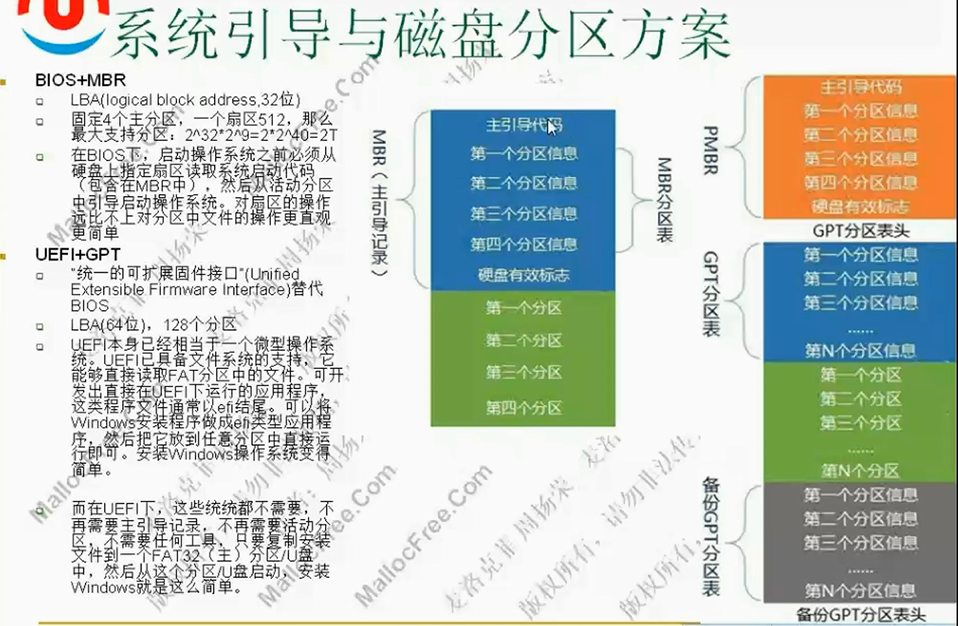 系统引导与磁盘分区方案
BIOS+MBR
LBA(logical block address,32位)
固定4个主分区，一个扇区512，那么
最大支持分区：2^32*2^9=2*2^40=2T
在BIOS下，启动操作系统之前必须从
硬盘上指定扇区读取系统启动代码
（包含在MBR中），然后从活动分区
中引导启动操作系统。对扇区的操作
远比不上对分区中文件的操作更直观
更简单
UEFI+GPT
“统一的可扩展固件接口”(Unified
Extensible Firmware Interface)替代
BIOS
LBA(64位)，128个分区
UEFI本身已经相当于一个微型操作系
统。UEFI已具备文件系统的支持，它
能够直接读取FAT分区中的文件。可开
发出直接在UEFI下运行的应用程序，
这类程序文件通常以efi结尾。可以将
Windows安装程序做成efi类型应用程
序，然后把它放到任意分区中直接运
行即可。安装Windows操作系统变得
简单。
而在UEFI下，这些统统都不需要，不
再需要主引导记录，不再需要活动分
区，不需要任何工具，只要复制安装
文件到一个FAT32（主）分区/U盘
中，然后从这个分区/U盘启动，安装
Windows就是这么简单。
MBR（主引导记录）
主引导代码
第一个分区信息
第二个分区信息
第三个分区信息
第四个分区信息
硬盘有效标志
MBR分区表
第一个分区
第二个分区
第三个分区
第四个分区
PMBR
主引导代码
第一个分区信息
第二个分区信息
第三个分区信息
第四个分区信息
硬盘有效标志
GPT分区表头
GPT分区表
第一个分区信息
第二个分区信息
第三个分区信息
......
第N个分区信息
第一个分区
第二个分区
第三个分区
......
第N个分区
备份GPT分区表
第一个分区信息
第二个分区信息
第三个分区信息
......
第N个分区信息
备份GPT分区表头
MallocFree.Com
MallocFree.Com
MallocFree.Com